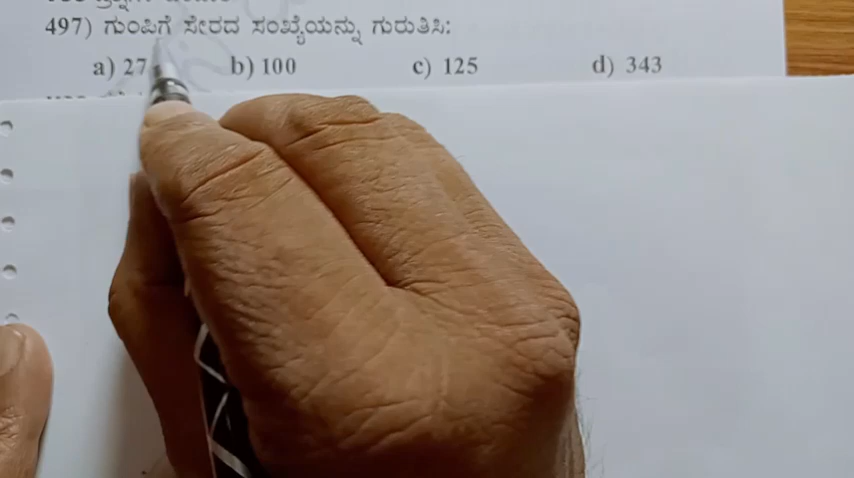 497) ಗುಂಪಿಗೆ ಸೇರದ ಸಂಖ್ಯೆಯನ್ನು ಗುರುತಿಸಿ:
a) 27 b) 100 c) 125 d) 343